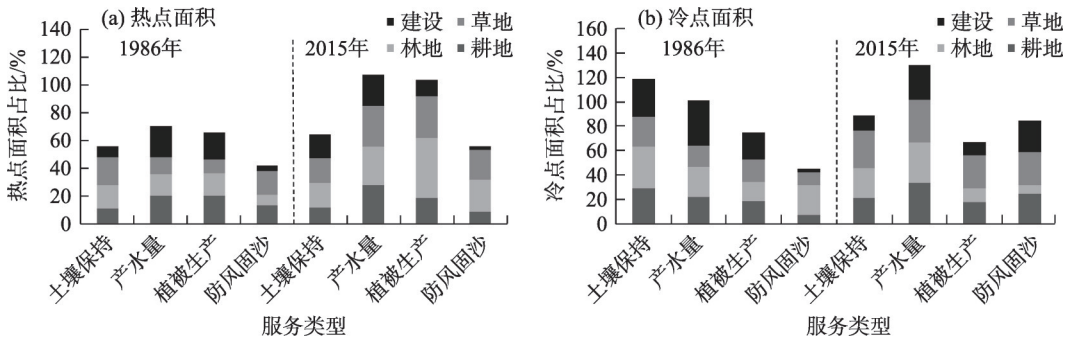 (a) 热点面积
■建设 ■草地
■林地 ■耕地
1986年 2015年
热点面积占比/%
140
120
100
80
60
40
20
0
土壤保持 产水量 植被生产 防风固沙 土壤保持 产水量 植被生产 防风固沙
服务类型
(b) 冷点面积
■建设 ■草地
■林地 ■耕地
1986年 2015年
冷点面积占比/%
160
140
120
100
80
60
40
20
0
土壤保持 产水量 植被生产 防风固沙 土壤保持 产水量 植被生产 防风固沙
服务类型